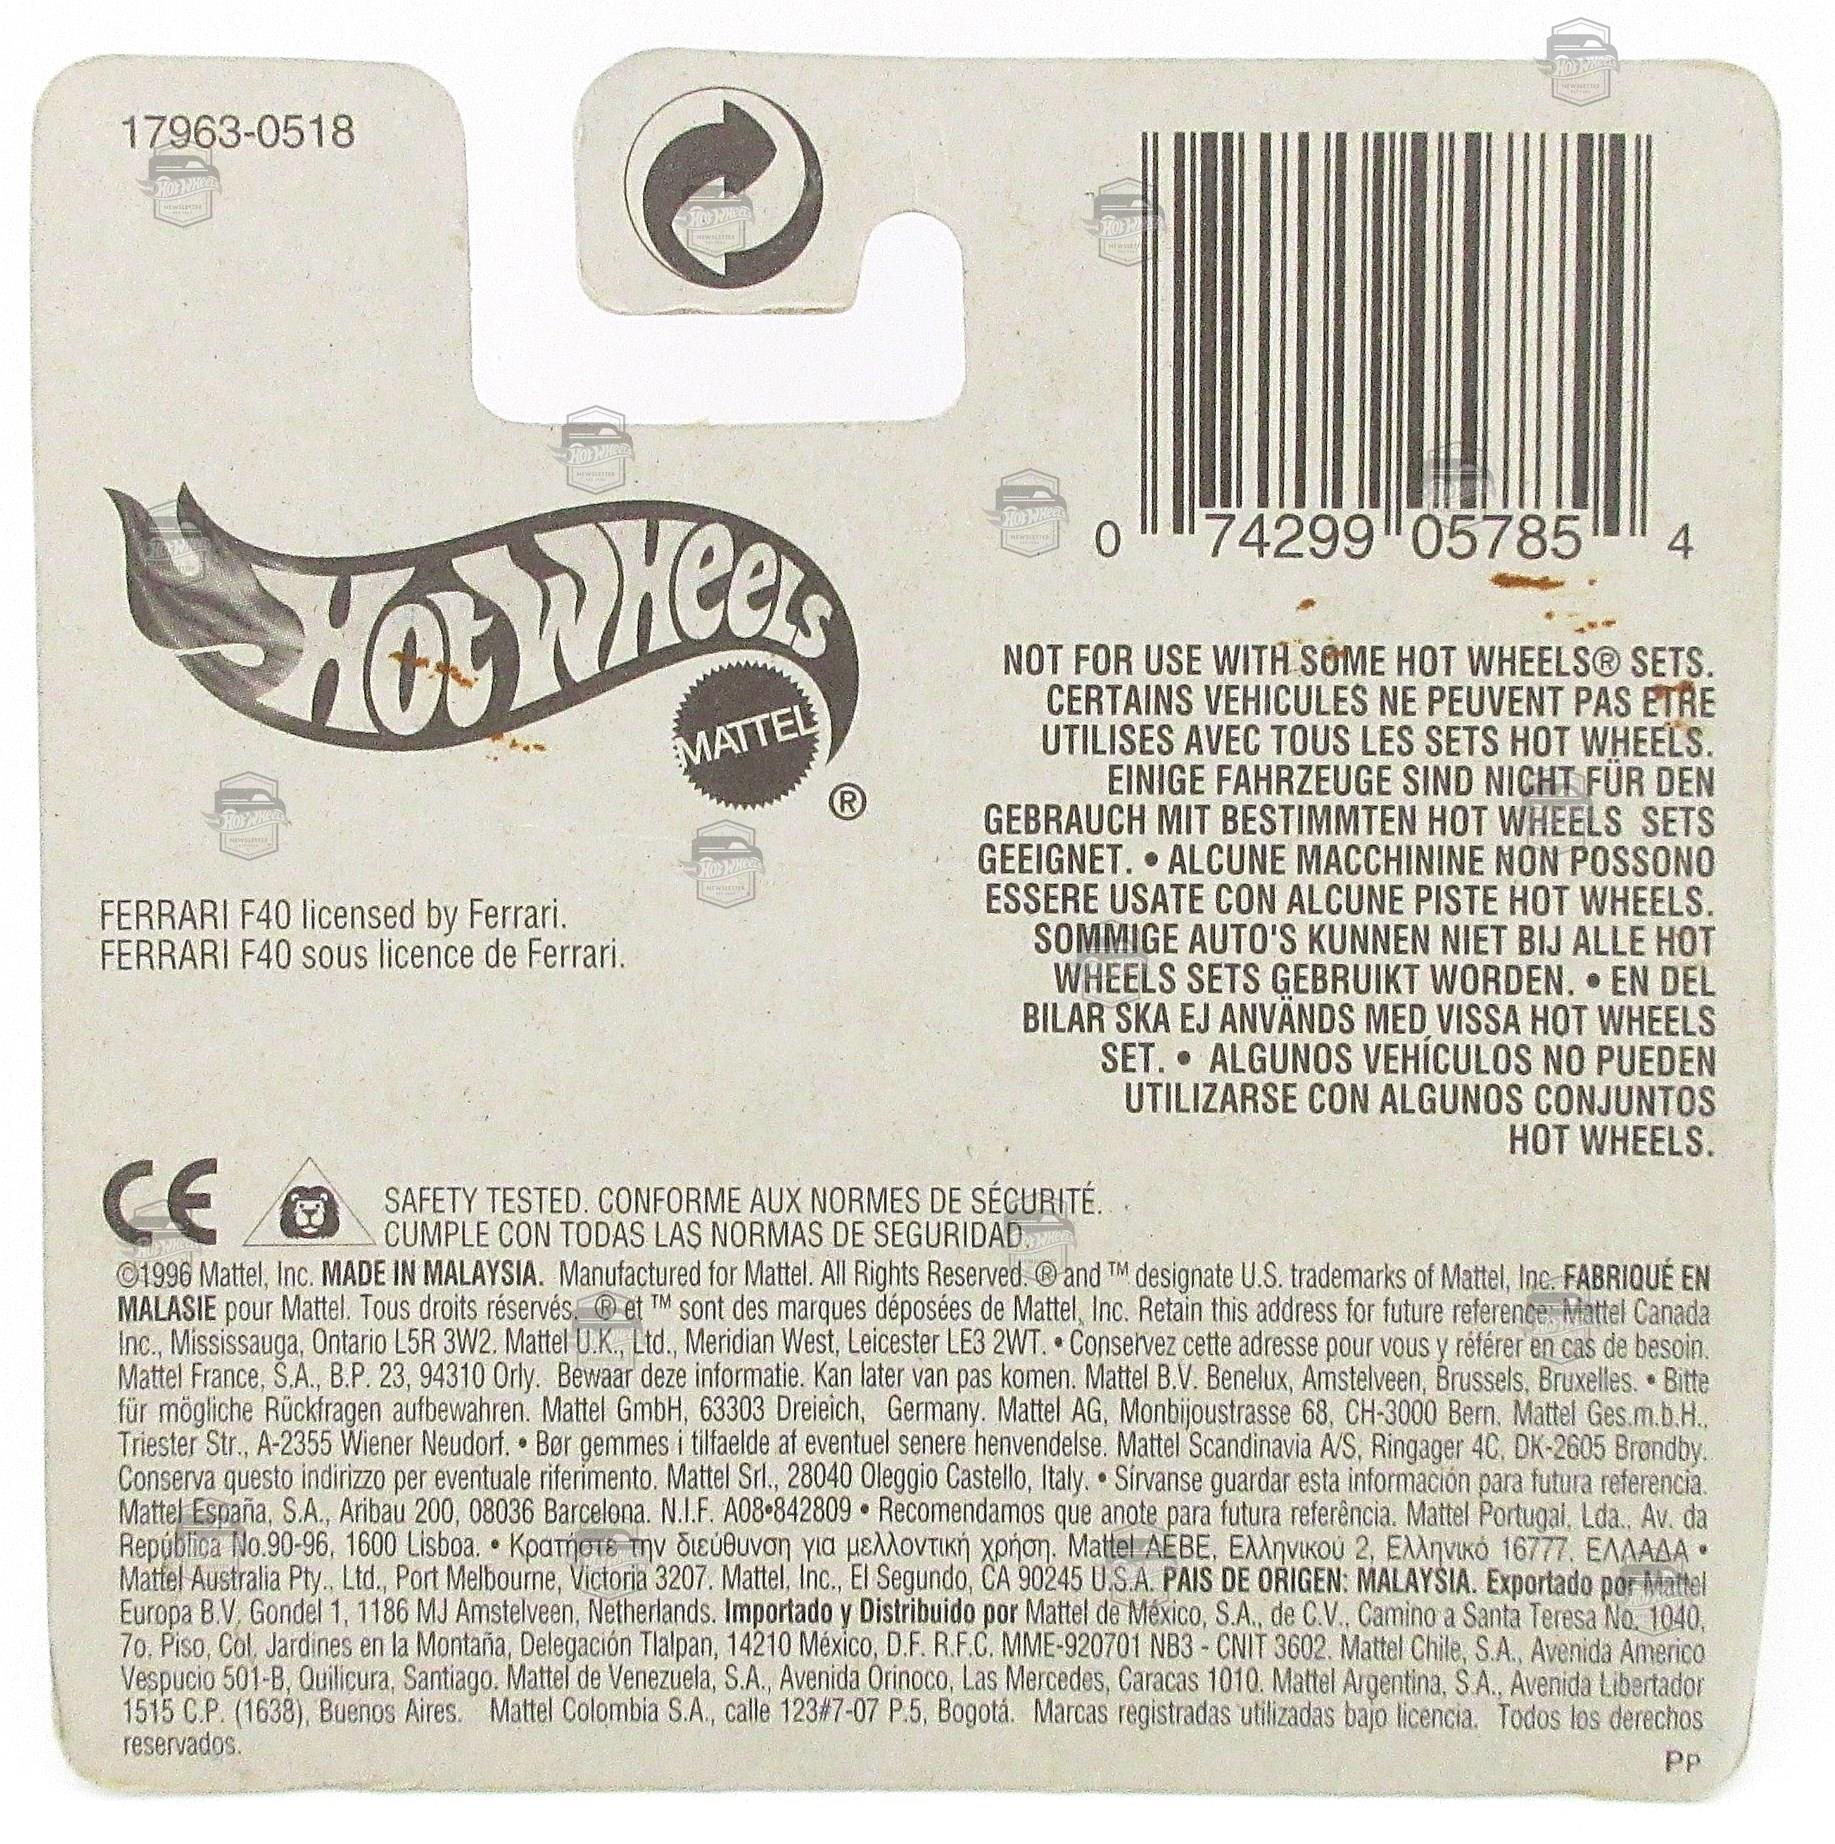 17963-0518
0 74299 05785 4
HOT WHEELS
MATTEL
®
NOT FOR USE WITH SOME HOT WHEELS® SETS.
CERTAINS VEHICULES NE PEUVENT PAS ETRE
UTILISES AVEC TOUS LES SETS HOT WHEELS.
EINIGE FAHRZEUGE SIND NICHT FÜR DEN
GEBRAUCH MIT BESTIMMTEN HOT WHEELS SETS
GEEIGNET. • ALCUNE MACCHININE NON POSSONO
ESSERE USATE CON ALCUNE PISTE HOT WHEELS.
SOMMIGE AUTO'S KUNNEN NIET BIJ ALLE HOT
WHEELS SETS GEBRUIKT WORDEN. • EN DEL
BILAR SKA EJ ANVÄNDS MED VISSA HOT WHEELS
SET. • ALGUNOS VEHÍCULOS NO PUEDEN
UTILIZARSE CON ALGUNOS CONJUNTOS
HOT WHEELS.
FERRARI F40 licensed by Ferrari.
FERRARI F40 sous licence de Ferrari.
CE
SAFETY TESTED. CONFORME AUX NORMES DE SÉCURITÉ.
CUMPLE CON TODAS LAS NORMAS DE SEGURIDAD.
©1996 Mattel, Inc. MADE IN MALAYSIA. Manufactured for Mattel. All Rights Reserved. ® and ™ designate U.S. trademarks of Mattel, Inc. FABRIQUÉ EN
MALASIE pour Mattel. Tous droits réservés. ® et ™ sont des marques déposées de Mattel, Inc. Retain this address for future reference: Mattel Canada
Inc., Mississauga, Ontario L5R 3W2. Mattel U.K., Ltd., Meridian West, Leicester LE3 2WT. • Conservez cette adresse pour vous y référer en cas de besoin.
Mattel France, S.A., B.P. 23, 94310 Orly. Bewaar deze informatie. Kan later van pas komen. Mattel B.V. Benelux, Amstelveen, Brussels, Bruxelles. • Bitte
für mögliche Rückfragen aufbewahren. Mattel GmbH, 63303 Dreieich, Germany. Mattel AG, Monbijoustrasse 68, CH-3000 Bern. Mattel Ges.m.b.H.,
Triester Str., A-2355 Wiener Neudorf. • Bør gemmes i tilfaelde af eventuel senere henvendelse. Mattel Scandinavia A/S, Ringager 4C, DK-2605 Brøndby.
Conserva questo indirizzo per eventuale riferimento. Mattel Srl., 28040 Oleggio Castello, Italy. • Sírvanse guardar esta información para futura referencia.
Mattel España, S.A., Aribau 200, 08036 Barcelona. N.I.F. A08•842809 • Recomendamos que anote para futura referência. Mattel Portugal, Lda., Av. da
República No.90-96, 1600 Lisboa. • Κρατήστε την διεύθυνση για μελλοντική χρήση. Mattel AEBE, Ελληνικού 2, Ελληνικό 16777, ΕΛΛΑΔΑ •
Mattel Australia Pty., Ltd., Port Melbourne, Victoria 3207. Mattel, Inc., El Segundo, CA 90245 U.S.A. PAIS DE ORIGEN: MALAYSIA. Exportado por Mattel
Europa B.V. Gondel 1, 1186 MJ Amstelveen, Netherlands. Importado y Distribuido por Mattel de México, S.A., de C.V., Camino a Santa Teresa No. 1040,
7o. Piso, Col. Jardines en la Montaña, Delegación Tlalpan, 14210 México, D.F. R.F.C. MME-920701 NB3 - CNIT 3602. Mattel Chile, S.A., Avenida Americo
Vespucio 501-B, Quilicura, Santiago. Mattel de Venezuela, S.A., Avenida Orinoco, Las Mercedes, Caracas 1010. Mattel Argentina, S.A., Avenida Libertador
1515 C.P. (1638), Buenos Aires. Mattel Colombia S.A., calle 123#7-07 P.5, Bogotá. Marcas registradas utilizadas bajo licencia. Todos los derechos
reservados.
PP